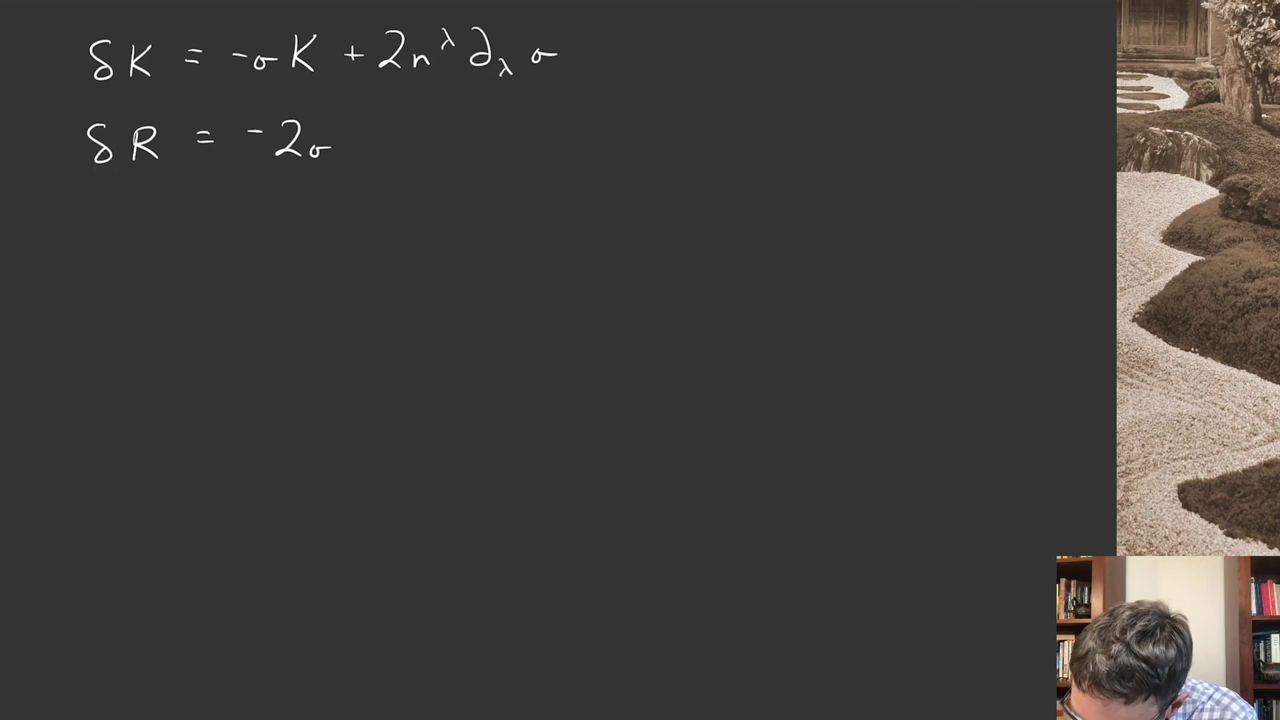 δK = -σK + 2n^λ ∂_λ σ
δR = -2σ